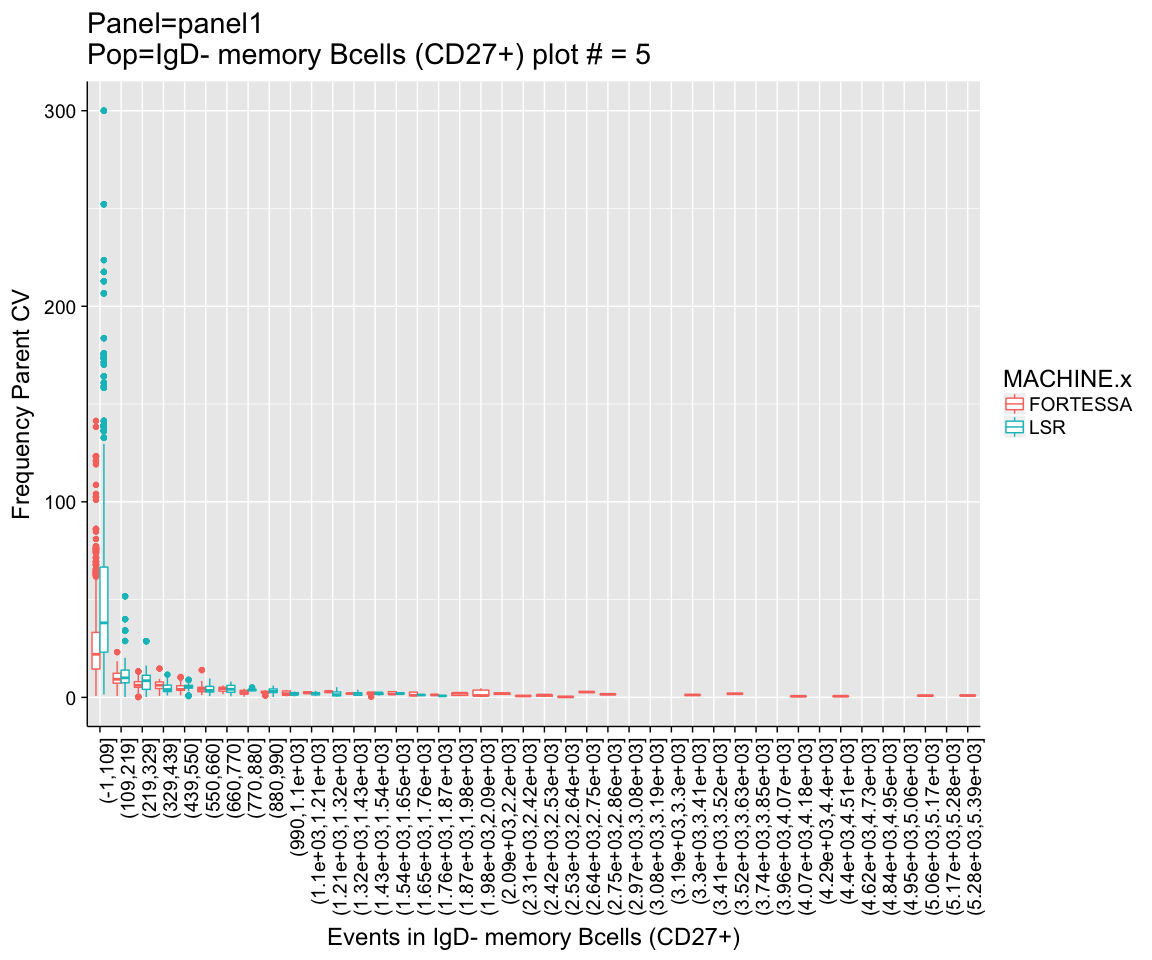 Panel=panel1
Pop=IgD- memory Bcells (CD27+) plot # = 5
300
200
100
0
Frequency Parent CV
MACHINE.x
FORTESSA
LSR
(-1,109]
(109,219]
(219,329]
(329,439]
(439,550]
(550,660]
(660,770]
(770,880]
(880,990]
(990,1.1e+03]
(1.1e+03,1.21e+03]
(1.21e+03,1.32e+03]
(1.32e+03,1.43e+03]
(1.43e+03,1.54e+03]
(1.54e+03,1.65e+03]
(1.65e+03,1.76e+03]
(1.76e+03,1.87e+03]
(1.87e+03,1.98e+03]
(1.98e+03,2.09e+03]
(2.09e+03,2.2e+03]
(2.31e+03,2.42e+03]
(2.42e+03,2.53e+03]
(2.53e+03,2.64e+03]
(2.64e+03,2.75e+03]
(2.75e+03,2.86e+03]
(2.97e+03,3.08e+03]
(3.08e+03,3.19e+03]
(3.19e+03,3.3e+03]
(3.3e+03,3.41e+03]
(3.41e+03,3.52e+03]
(3.52e+03,3.63e+03]
(3.74e+03,3.85e+03]
(3.96e+03,4.07e+03]
(4.07e+03,4.18e+03]
(4.29e+03,4.4e+03]
(4.4e+03,4.51e+03]
(4.62e+03,4.73e+03]
(4.84e+03,4.95e+03]
(4.95e+03,5.06e+03]
(5.06e+03,5.17e+03]
(5.17e+03,5.28e+03]
(5.28e+03,5.39e+03]
Events in IgD- memory Bcells (CD27+)